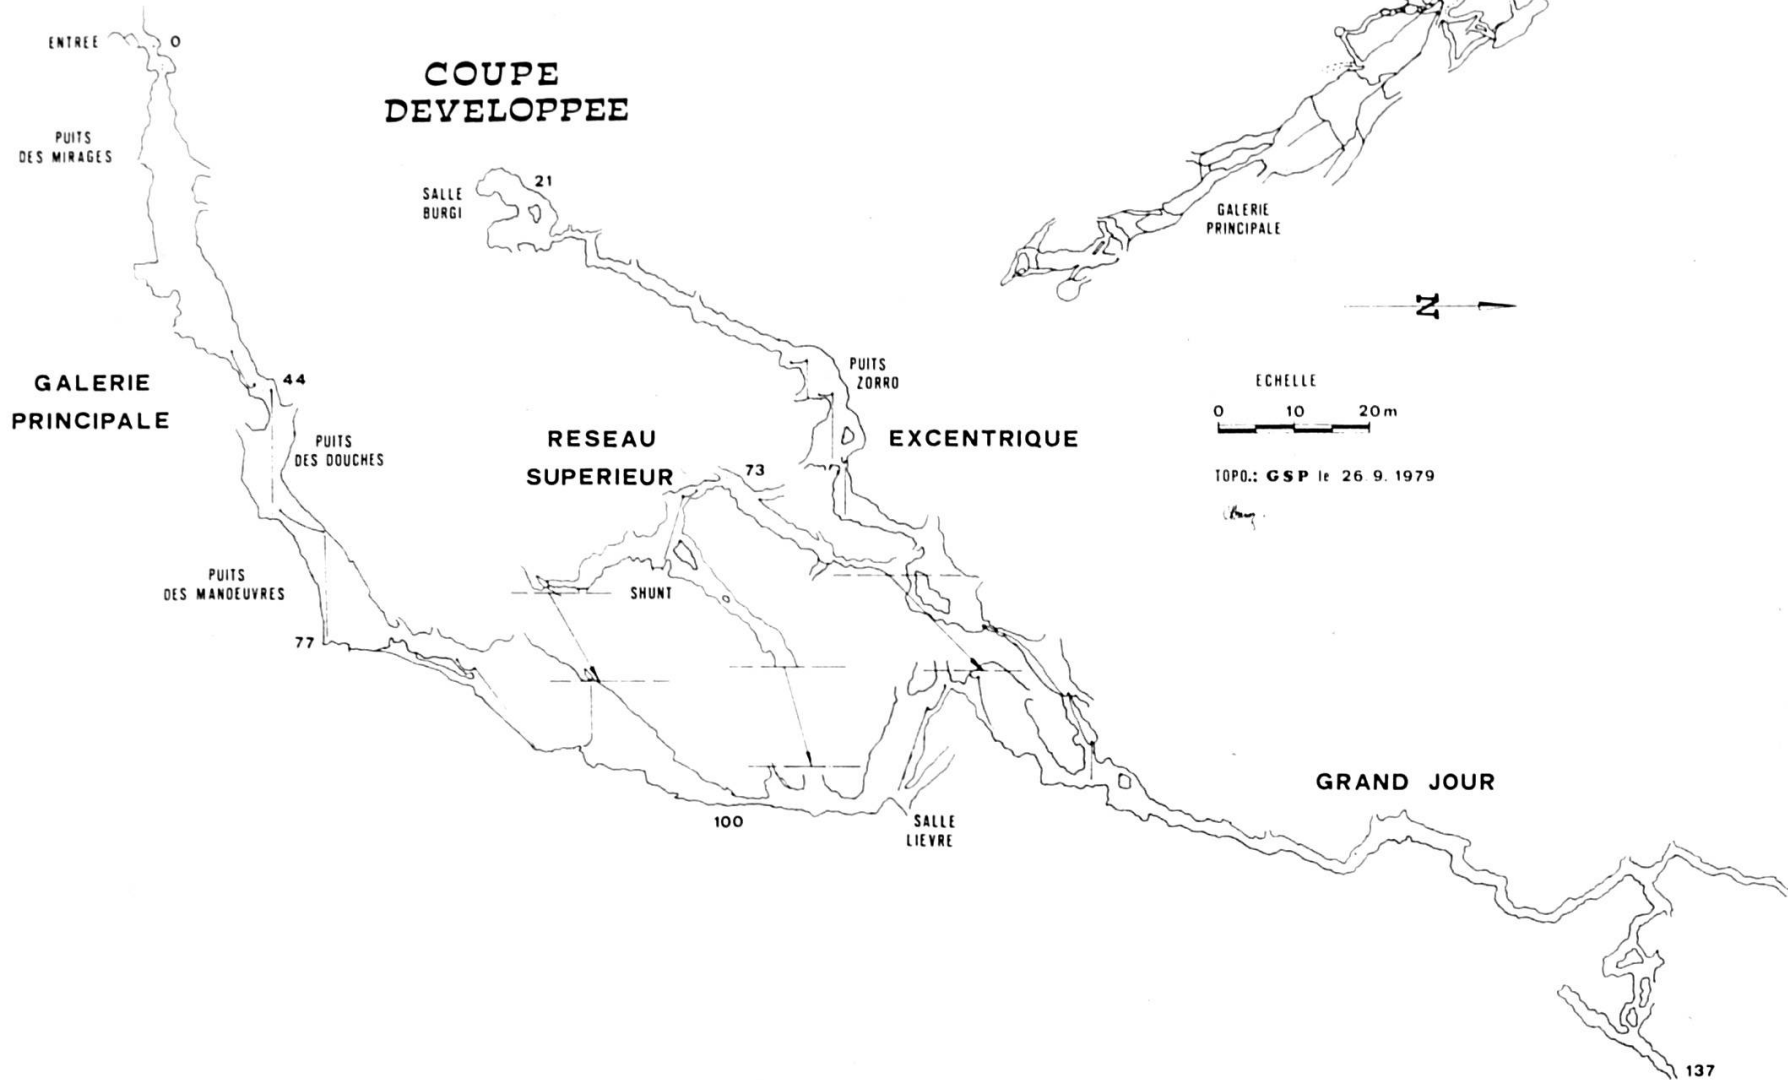 ENTREE
0
COUPE
DEVELOPPEE
PUITS
DES MIRAGES
SALLE
BURGI
21
GALERIE
PRINCIPALE
N
GALERIE
PRINCIPALE
44
PUITS
DES DOUCHES
PUITS
ZORRO
ECHELLE
0 10 20m
RESEAU
SUPERIEUR
73
EXCENTRIQUE
TOPO.: GSP le 26.9.1979
PUITS
DES MANOEUVRES
SHUNT
77
100
SALLE
LIEVRE
GRAND JOUR
137